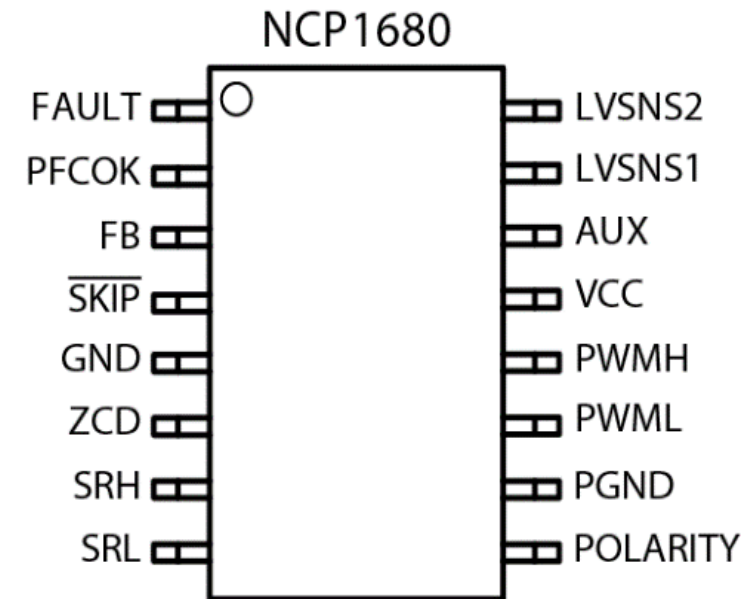 NCP1680
FAULT LVSNS2
PFCOK LVSNS1
FB AUX
SKIP VCC
GND PWMH
ZCD PWML
SRH PGND
SRL POLARITY